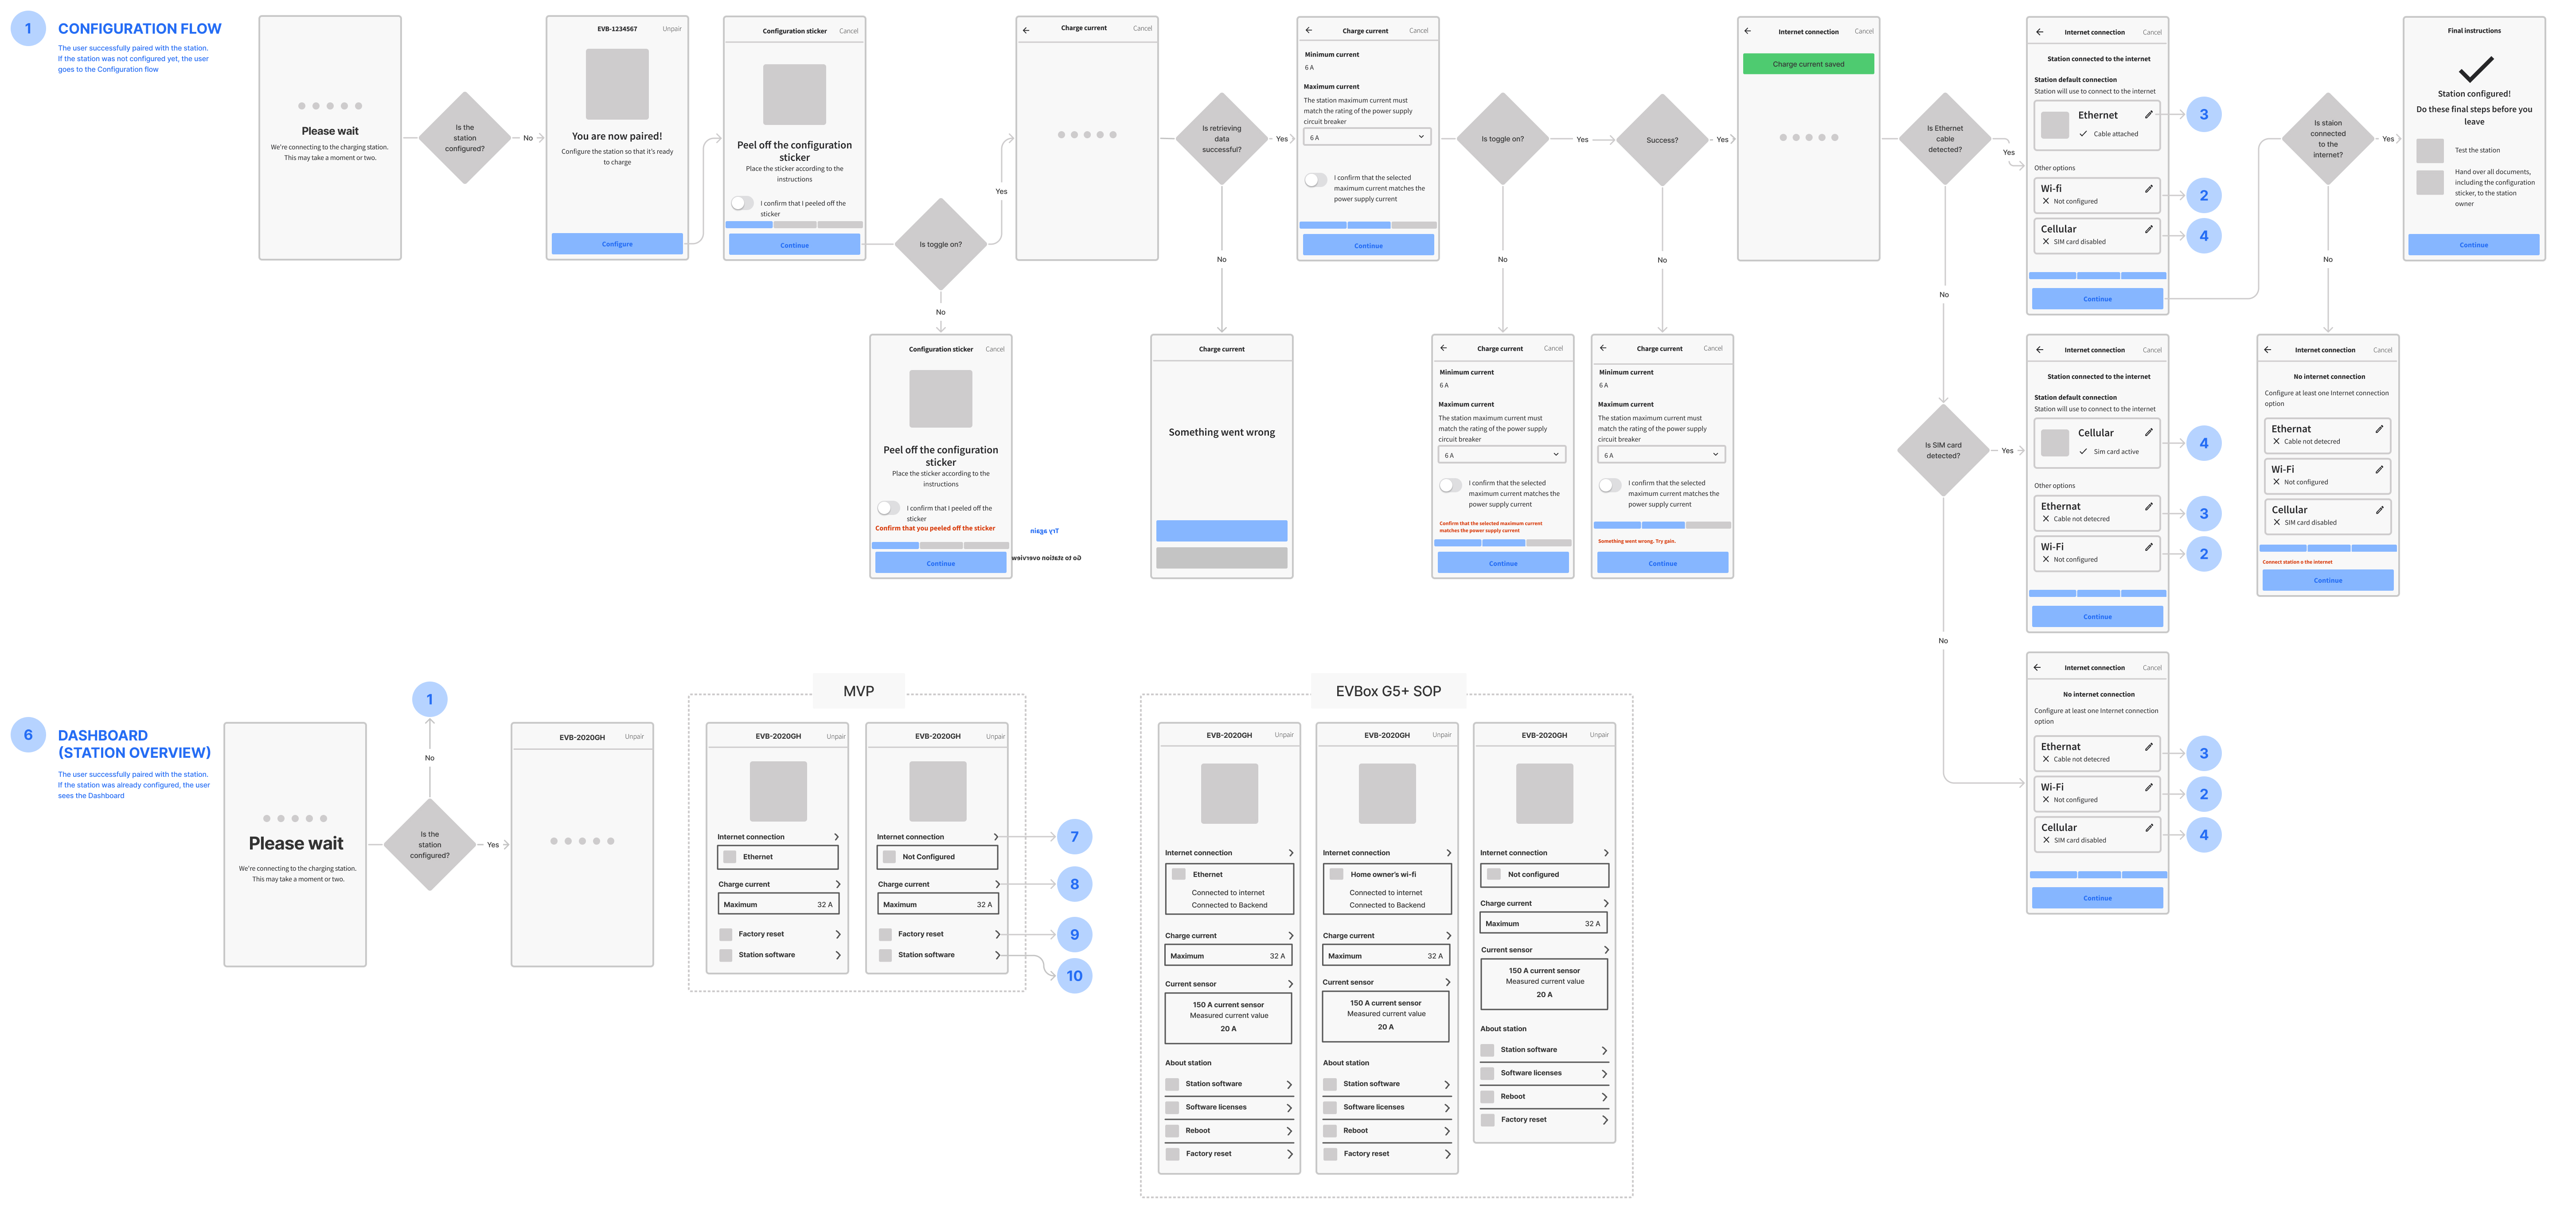 1
CONFIGURATION FLOW
The user successfully paired with the station.
If the station was not configured yet, the user
goes to the Configuration flow
Please wait
We're connecting to the charging station.
This may take a moment or two.
Is the
station
configured?
No
EVB-1234567
Unpair
You are now paired!
Configure the station so that it's ready
to charge
Configure
Configuration sticker
Cancel
Peel off the configuration
sticker
Place the sticker according to the
instructions
I confirm that I peeled off the
sticker
Continue
Is toggle on?
Yes
No
Configuration sticker
Cancel
Peel off the configuration
sticker
Place the sticker according to the
instructions
I confirm that I peeled off the
sticker
Confirm that you peeled off the sticker
Continue
Charge current
Cancel
Is retrieving
data
successful?
Yes
No
Charge current
Something went wrong
Try again
Go to station overview
Charge current
Cancel
Minimum current
6 A
Maximum current
The station maximum current must
match the rating of the power supply
circuit breaker
6 A
I confirm that the selected
maximum current matches the
power supply current
Continue
Is toggle on?
Yes
No
Charge current
Cancel
Minimum current
6 A
Maximum current
The station maximum current must
match the rating of the power supply
circuit breaker
6 A
I confirm that the selected
maximum current matches the
power supply current
Confirm that the selected maximum current
matches the power supply current
Continue
Success?
Yes
No
Charge current
Cancel
Minimum current
6 A
Maximum current
The station maximum current must
match the rating of the power supply
circuit breaker
6 A
I confirm that the selected
maximum current matches the
power supply current
Something went wrong. Try gain.
Continue
Internet connection
Cancel
Charge current saved
Is Ethernet
cable
detected?
Yes
No
Internet connection
Cancel
Station connected to the internet
Station default connection
Station will use to connect to the internet
Ethernet
Cable attached
3
Other options
Wi-fi
Not configured
2
Cellular
SIM card disabled
4
Continue
Is SIM card
detected?
Yes
No
Internet connection
Cancel
Station connected to the internet
Station default connection
Station will use to connect to the internet
Cellular
Sim card active
4
Other options
Ethernat
Cable not detecred
3
Wi-Fi
Not configured
2
Continue
Internet connection
Cancel
No internet connection
Configure at least one Internet connection
option
Ethernat
Cable not detecred
3
Wi-Fi
Not configured
2
Cellular
SIM card disabled
4
Continue
Is staion
connected
to the
internet?
Yes
No
Internet connection
Cancel
No internet connection
Configure at least one Internet connection
option
Ethernat
Cable not detecred
Wi-Fi
Not configured
Cellular
SIM card disabled
Connect station o the internet
Continue
Final instructions
Station configured!
Do these final steps before you
leave
Test the station
Hand over all documents,
including the configuration
sticker, to the station
owner
Continue
6
DASHBOARD
(STATION OVERVIEW)
The user successfully paired with the station.
If the station was already configured, the user
sees the Dashboard
Please wait
We're connecting to the charging station.
This may take a moment or two.
1
No
Is the
station
configured?
Yes
EVB-2020GH
Unpair
MVP
EVB-2020GH
Unpair
Internet connection
Ethernet
Charge current
Maximum 32 A
Factory reset
Station software
EVB-2020GH
Unpair
Internet connection
7
Not Configured
Charge current
8
Maximum 32 A
Factory reset
9
Station software
10
EVBox G5+ SOP
EVB-2020GH
Unpair
Internet connection
Ethernet
Connected to internet
Connected to Backend
Charge current
Maximum 32 A
Current sensor
150 A current sensor
Measured current value
20 A
About station
Station software
Software licenses
Reboot
Factory reset
EVB-2020GH
Unpair
Internet connection
Home owner's wi-fi
Connected to internet
Connected to Backend
Charge current
Maximum 32 A
Current sensor
150 A current sensor
Measured current value
20 A
About station
Station software
Software licenses
Reboot
Factory reset
EVB-2020GH
Unpair
Internet connection
Not configured
Charge current
Maximum 32 A
Current sensor
150 A current sensor
Measured current value
20 A
About station
Station software
Software licenses
Reboot
Factory reset